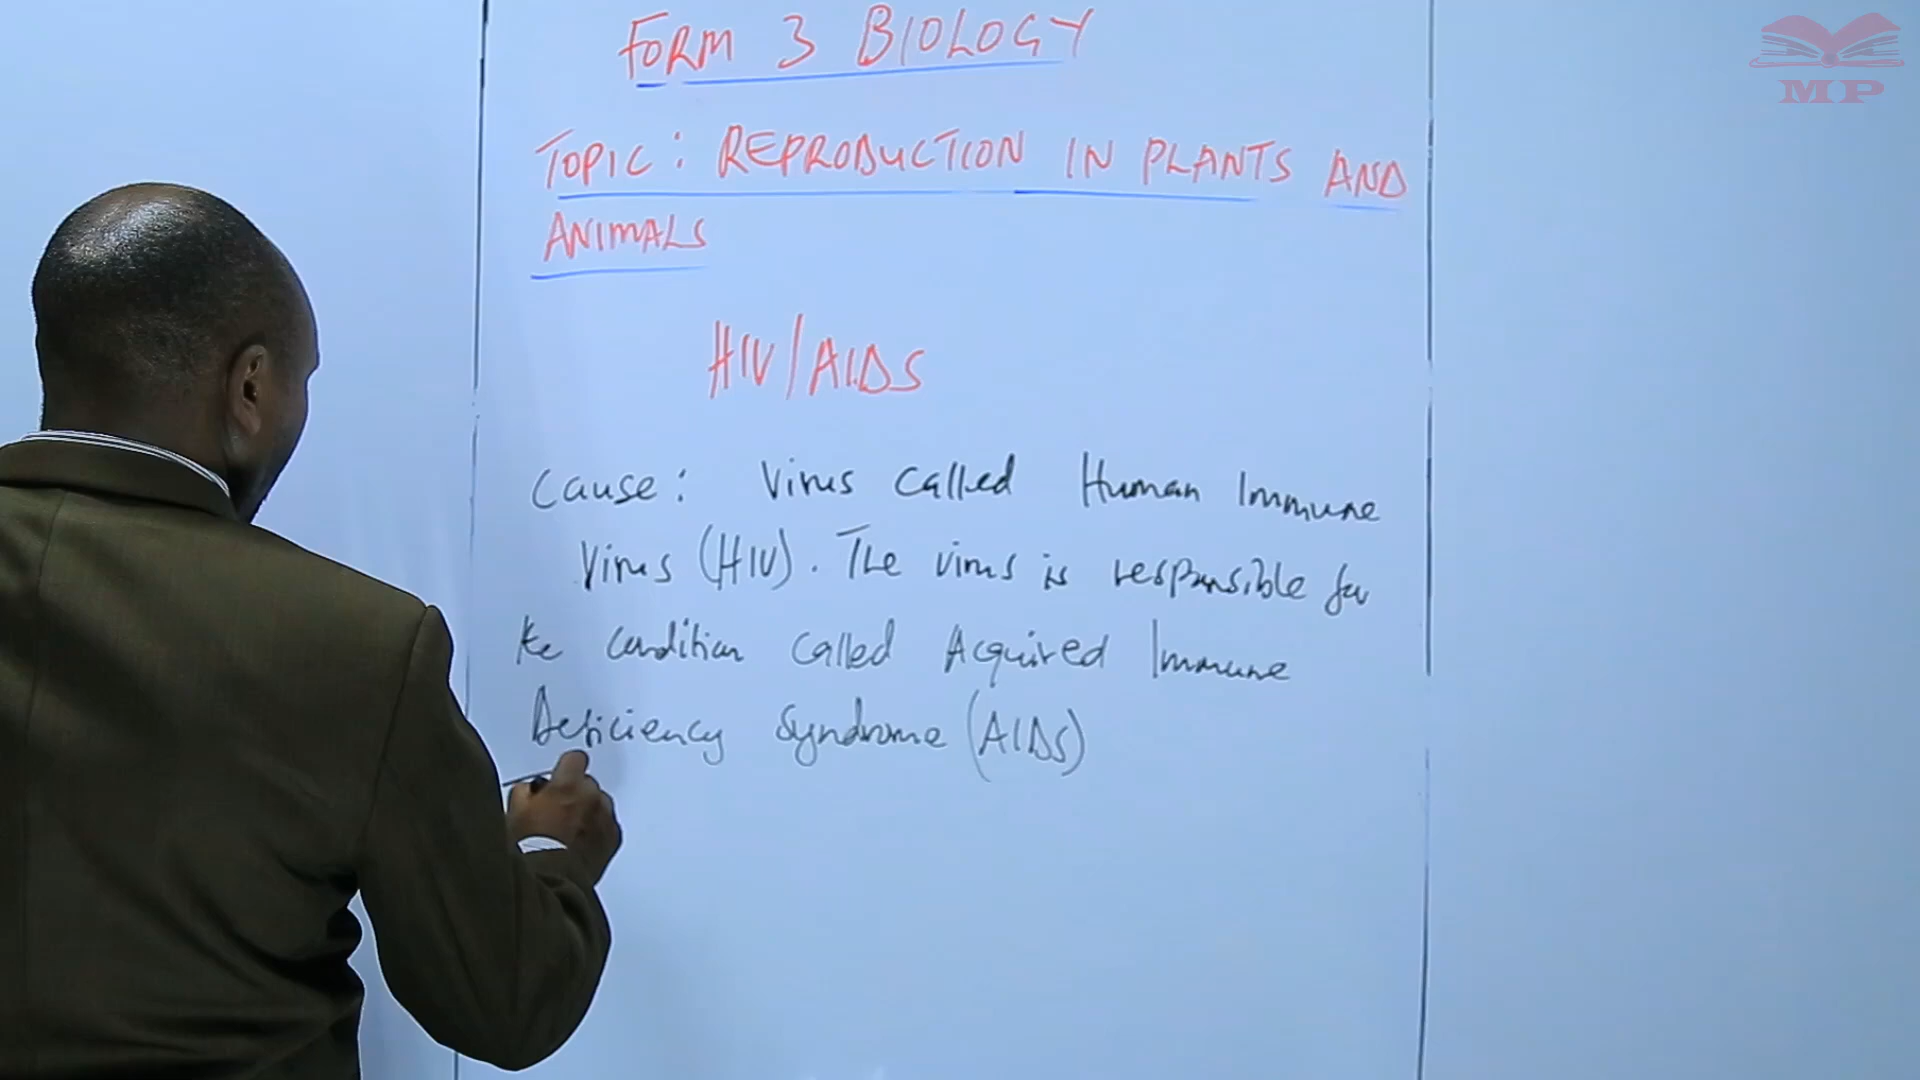 FORM 3 BIOLOGY
TOPIC: REPRODUCTION IN PLANTS AND
ANIMALS
HIV/AIDS
Cause: Virus called Human Immune
Virus (HIV). The virus is responsible for
the condition called Acquired Immune
Deficiency Syndrome (AIDS)
MP